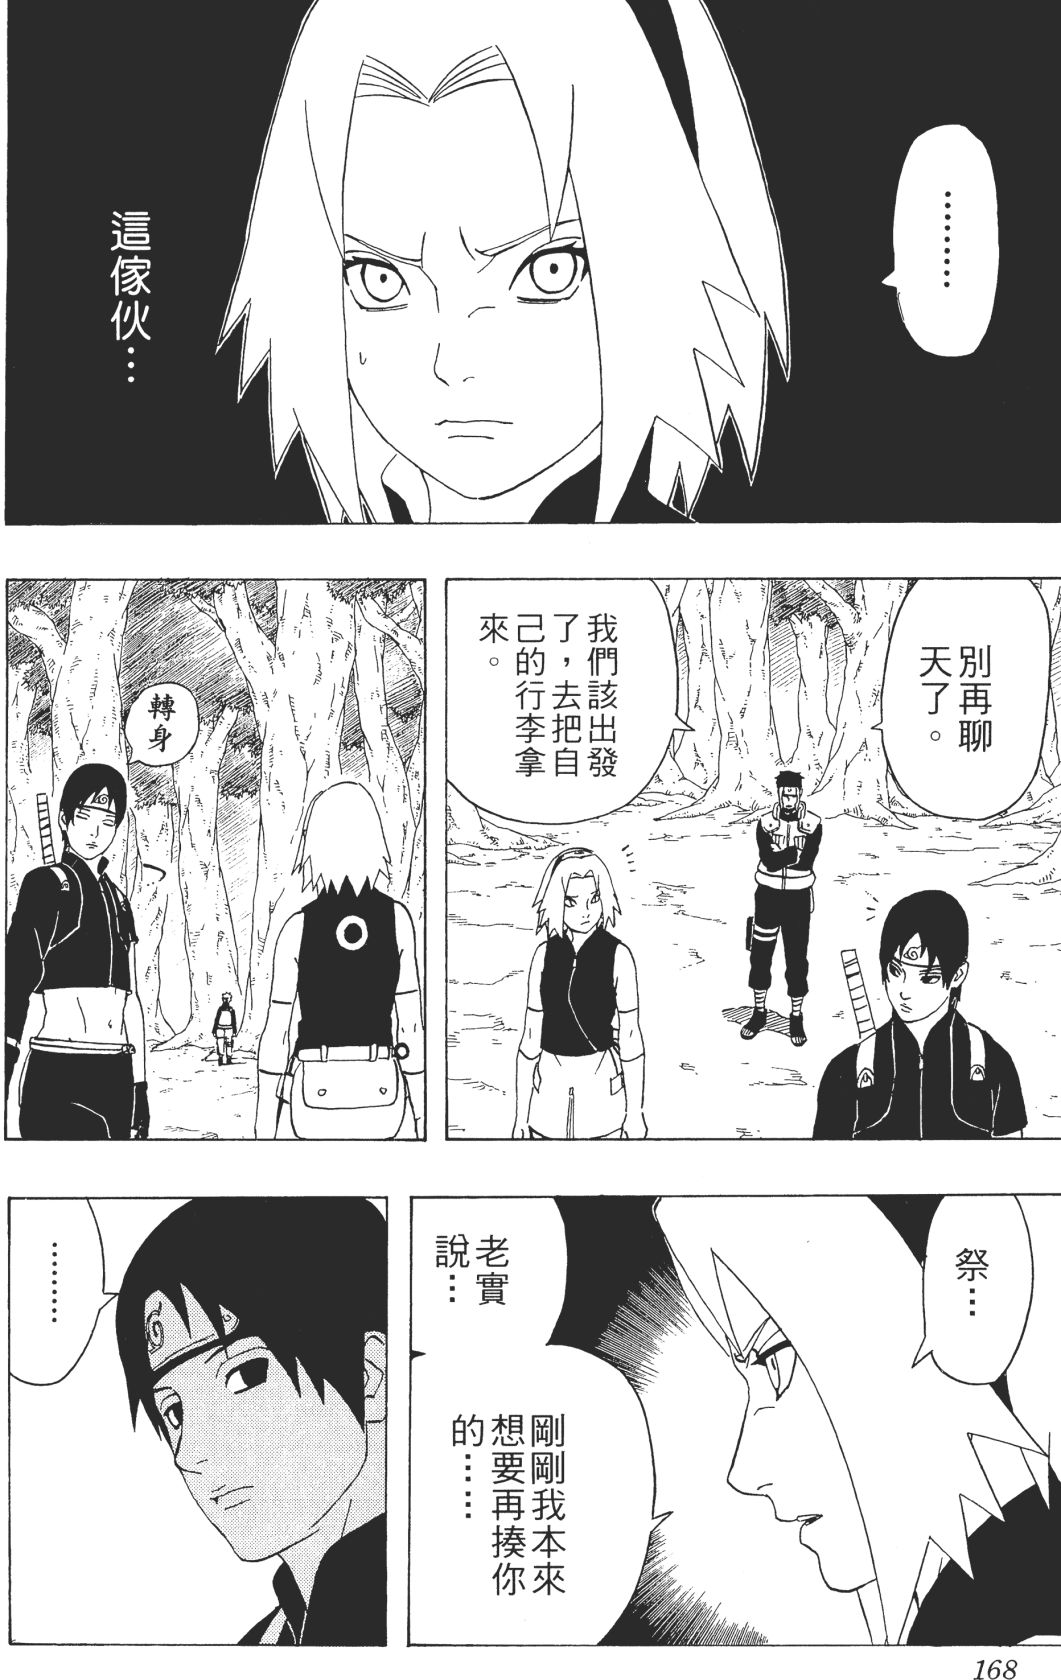 ………
這傢伙…
別再聊
天了。
我們該出發
了，去把自
己的行李拿
來。
轉身
祭…
老實
說…
剛剛我本來
想要再揍你
的……
………
168